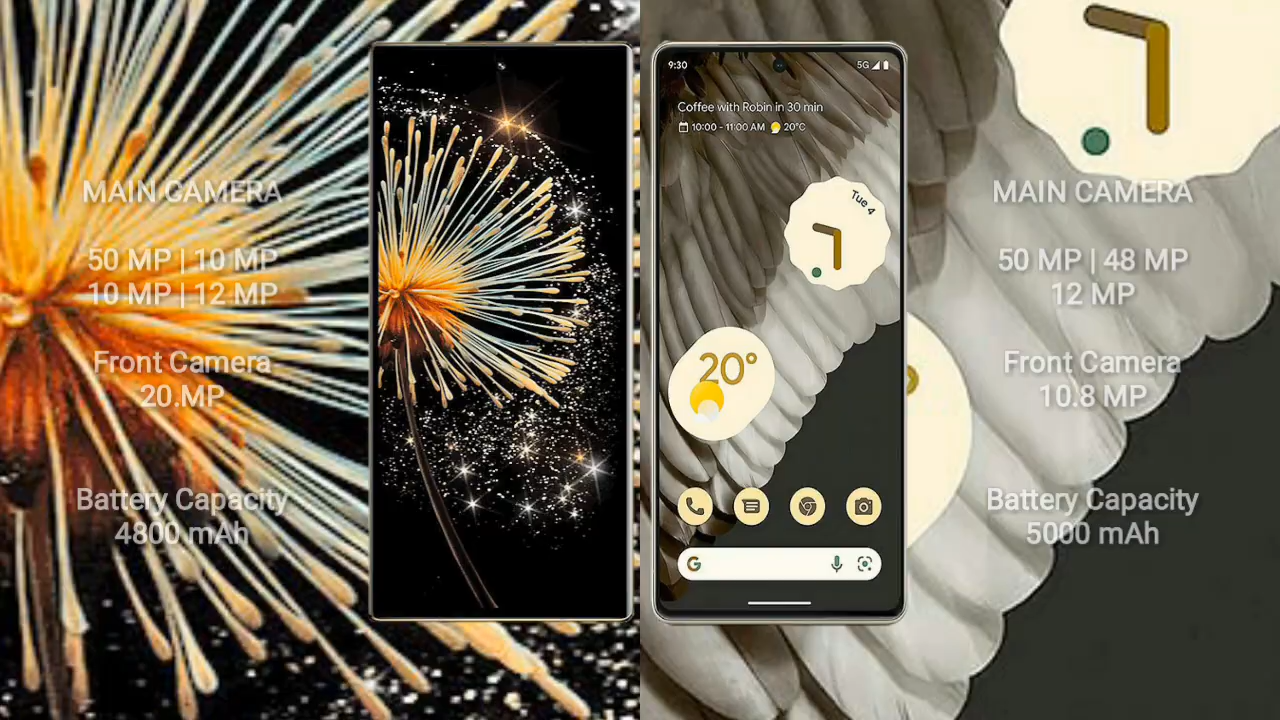 MAIN CAMERA
50 MP | 10 MP
10 MP | 12 MP
Front Camera
20.MP
Battery Capacity
4800 mAh
9:30
5G
Coffee with Robin in 30 min
10:00 - 11:00 AM 20°C
Tue 4
20°
G
MAIN CAMERA
50 MP | 48 MP
12 MP
Front Camera
10.8 MP
Battery Capacity
5000 mAh